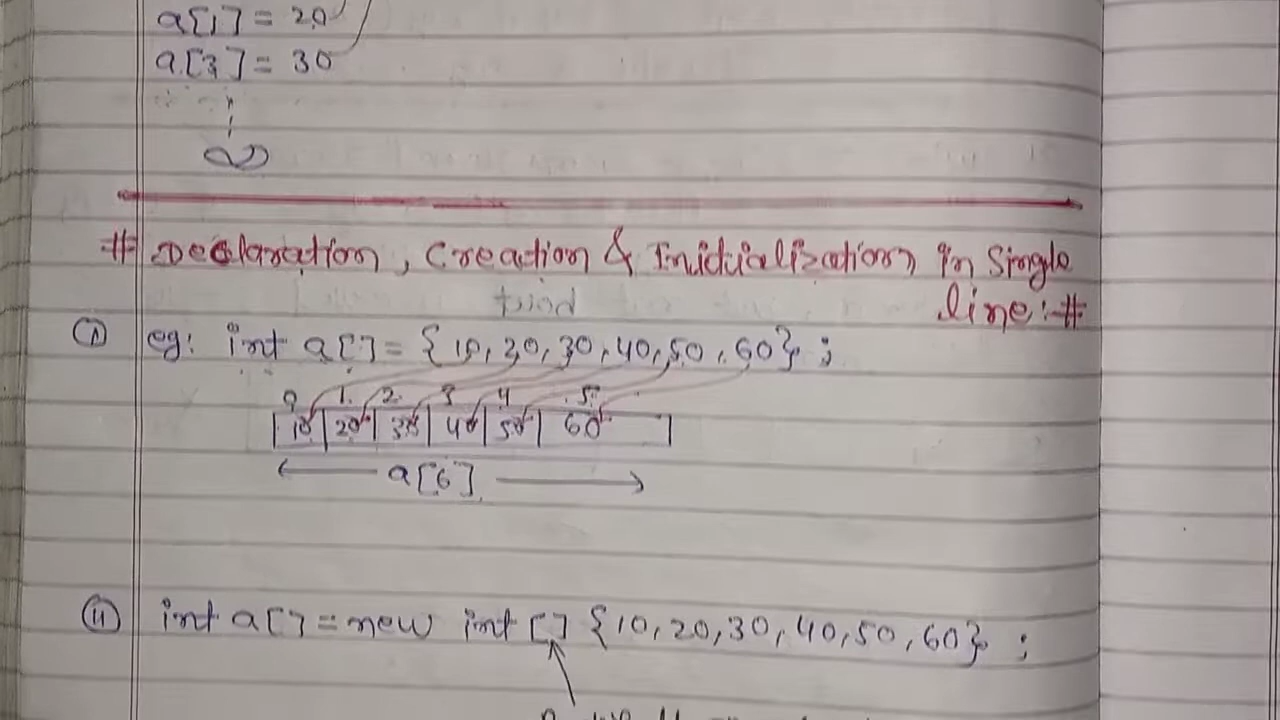 a[1] = 20
a[3] = 30
# Declaration, Creation & Initialization in Single
line:-#
(i) eg: int a[] = {10, 20, 30, 40, 50, 60};
0 1 2 3 4 5
10 20 30 40 50 60
a[6]
(ii) int a[] = new int [] {10, 20, 30, 40, 50, 60};